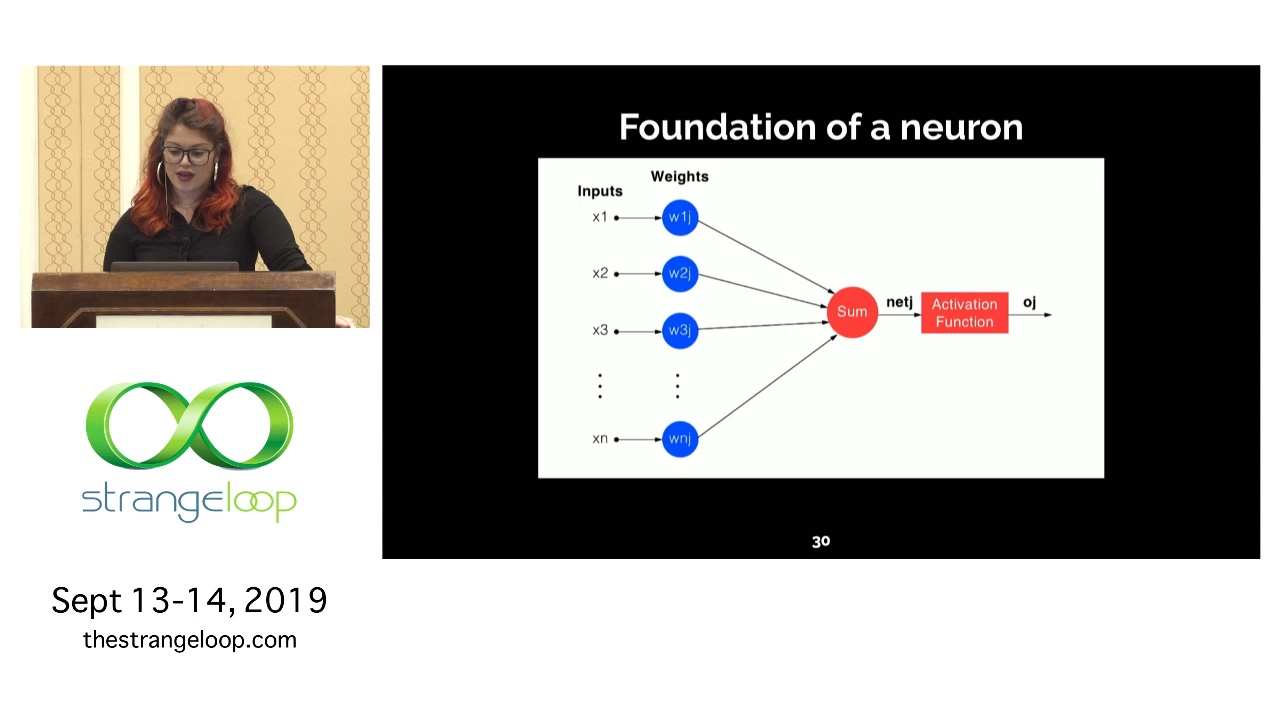 Foundation of a neuron
Weights
Inputs
x1
w1j
x2
w2j
x3
w3j
xn
wnj
Sum
netj
Activation
Function
oj
30
strangeloop
Sept 13-14, 2019
thestrangeloop.com